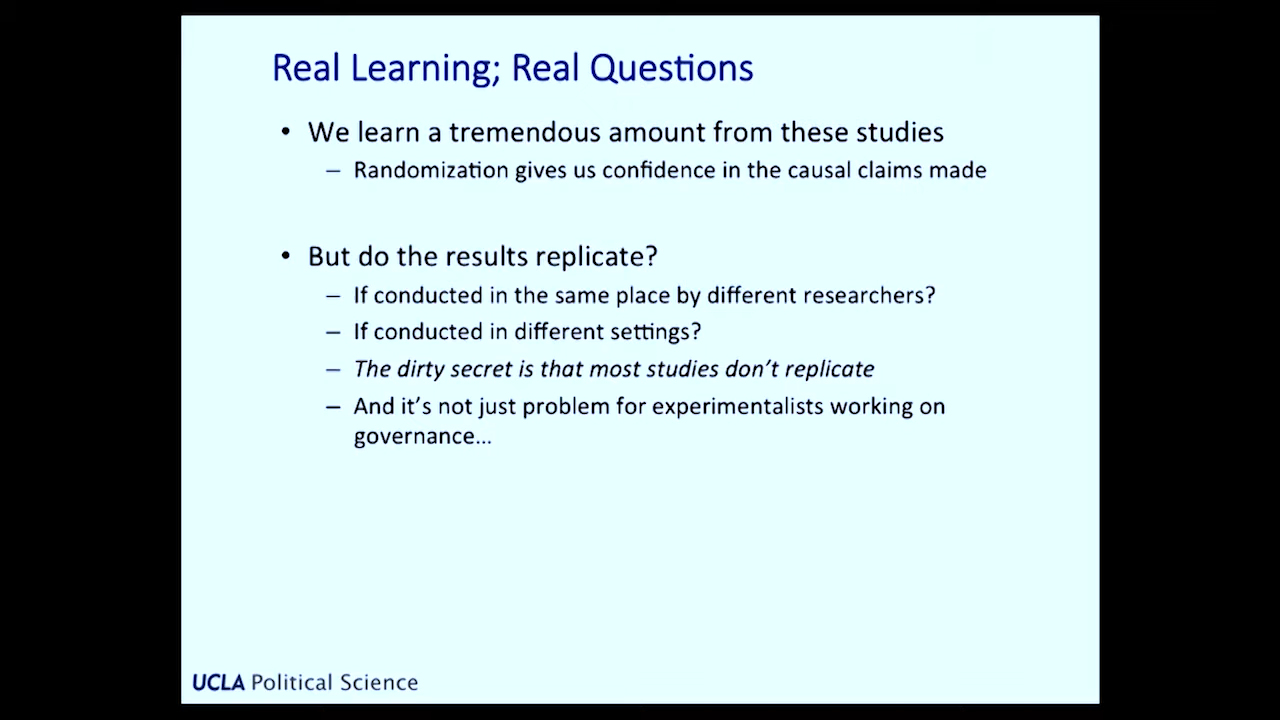 Real Learning; Real Questions
• We learn a tremendous amount from these studies
– Randomization gives us confidence in the causal claims made
• But do the results replicate?
– If conducted in the same place by different researchers?
– If conducted in different settings?
– The dirty secret is that most studies don't replicate
– And it's not just problem for experimentalists working on
governance...
UCLA Political Science